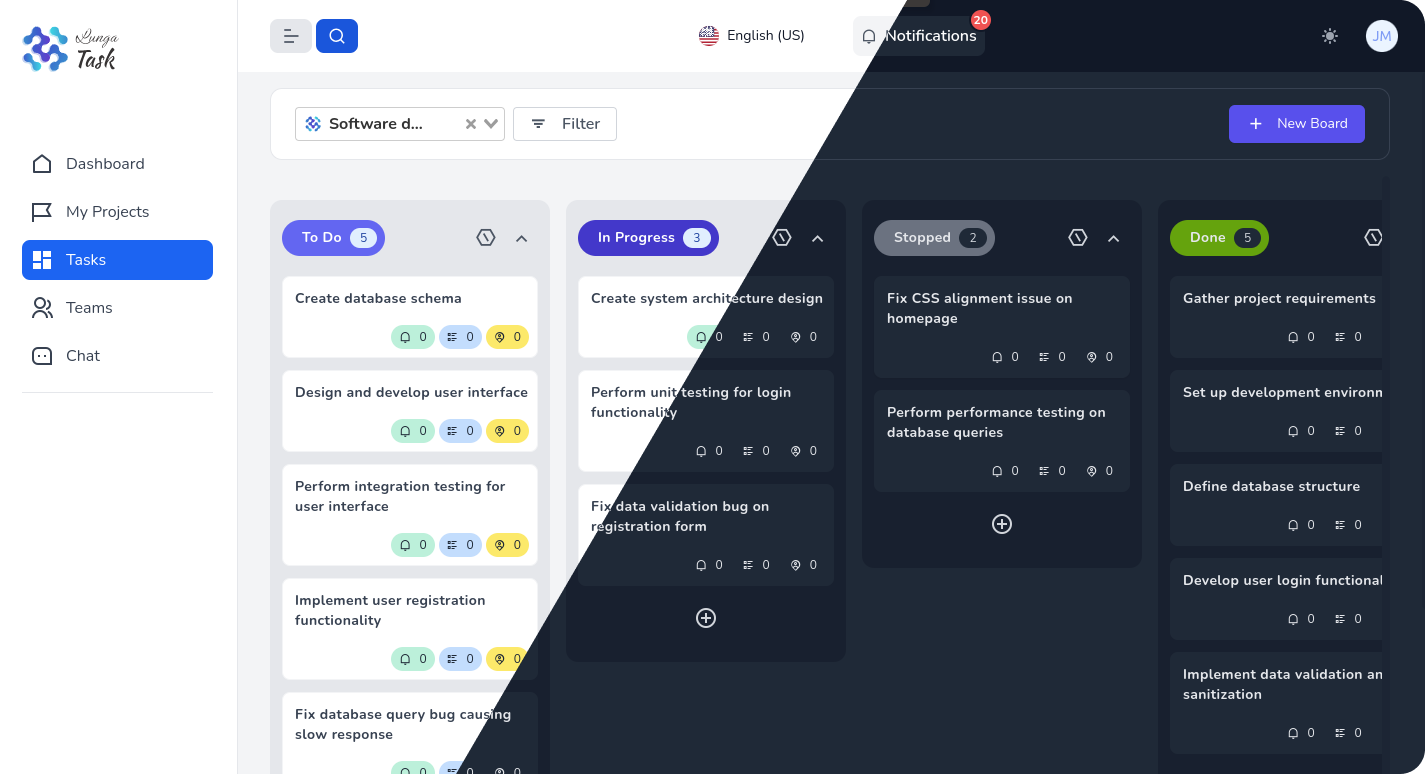 Lunga
Task
English (US)
Notifications
20
JM
Dashboard
My Projects
Tasks
Teams
Chat
Software d...
Filter
New Board
To Do 5
Create database schema
0 0 0
Design and develop user interface
0 0 0
Perform integration testing for
user interface
0 0 0
Implement user registration
functionality
0 0 0
Fix database query bug causing
slow response
0 0 0
In Progress 3
Create system architecture design
0 0 0
Perform unit testing for login
functionality
0 0 0
Fix data validation bug on
registration form
0 0 0
Stopped 2
Fix CSS alignment issue on
homepage
0 0 0
Perform performance testing on
database queries
0 0 0
Done 5
Gather project requirements
0 0
Set up development environm
0 0
Define database structure
0 0
Develop user login functional
0 0
Implement data validation an
sanitization
0 0